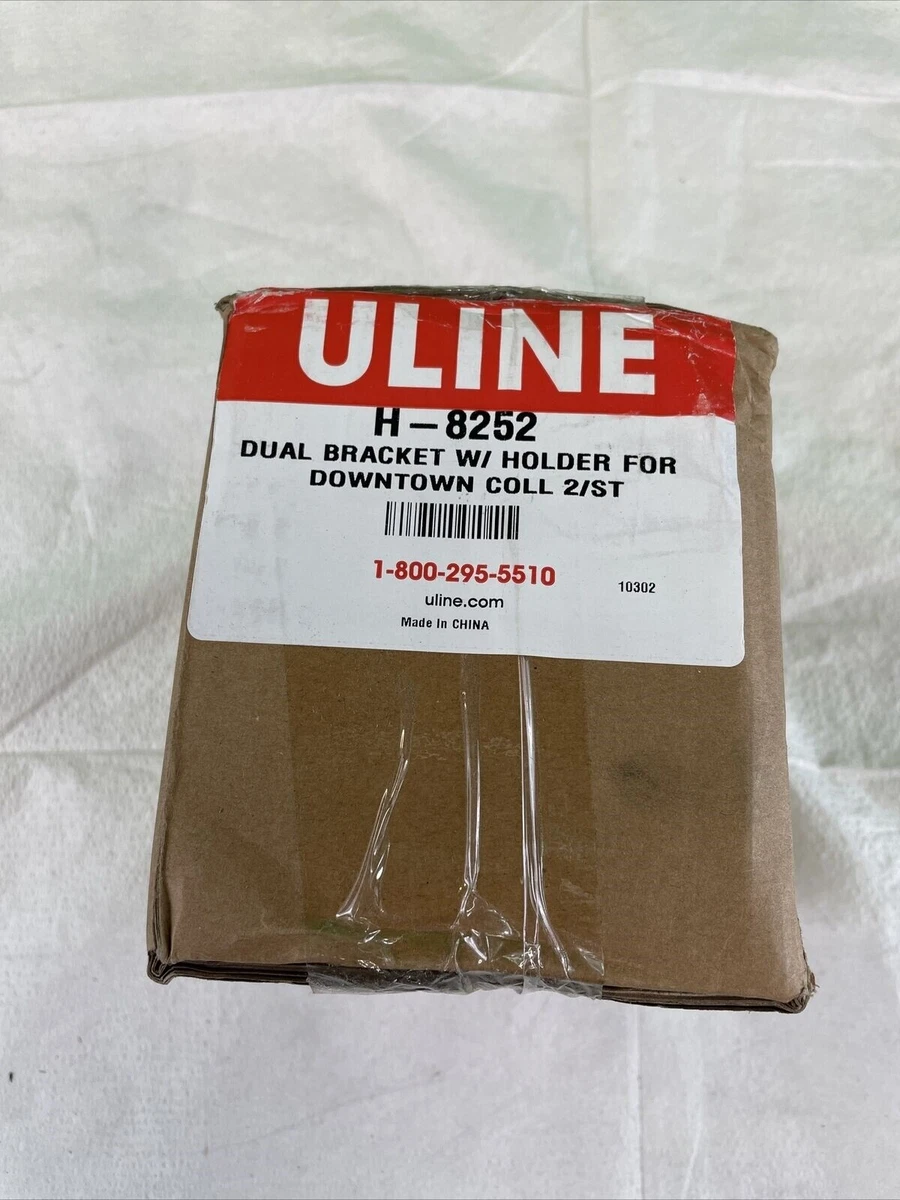 ULINE
H-8252
DUAL BRACKET W/ HOLDER FOR
DOWNTOWN COLL 2/ST
1-800-295-5510
10302
uline.com
Made in CHINA